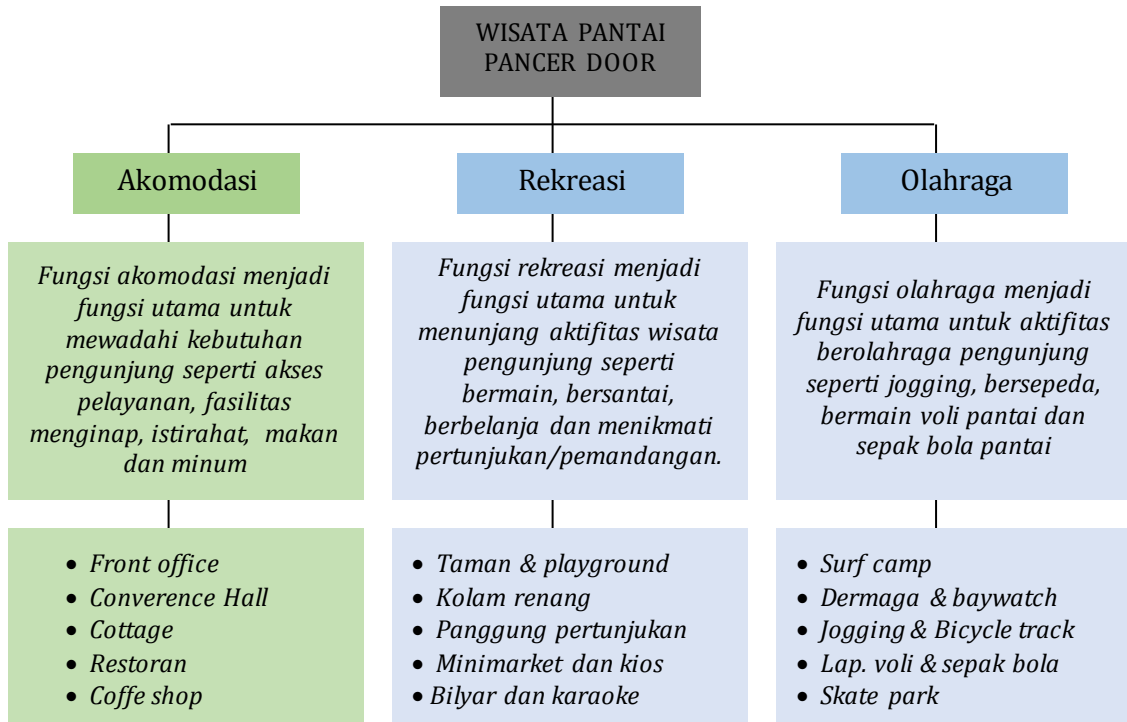 WISATA PANTAI
PANCER DOOR
Akomodasi
Fungsi akomodasi menjadi
fungsi utama untuk
mewadahi kebutuhan
pengunjung seperti akses
pelayanan, fasilitas
menginap, istirahat, makan
dan minum
• Front office
• Converence Hall
• Cottage
• Restoran
• Coffe shop
Rekreasi
Fungsi rekreasi menjadi
fungsi utama untuk
menunjang aktifitas wisata
pengunjung seperti
bermain, bersantai,
berbelanja dan menikmati
pertunjukan/pemandangan.
• Taman & playground
• Kolam renang
• Panggung pertunjukan
• Minimarket dan kios
• Bilyar dan karaoke
Olahraga
Fungsi olahraga menjadi
fungsi utama untuk aktifitas
berolahraga pengunjung
seperti jogging, bersepeda,
bermain voli pantai dan
sepak bola pantai
• Surf camp
• Dermaga & baywatch
• Jogging & Bicycle track
• Lap. voli & sepak bola
• Skate park